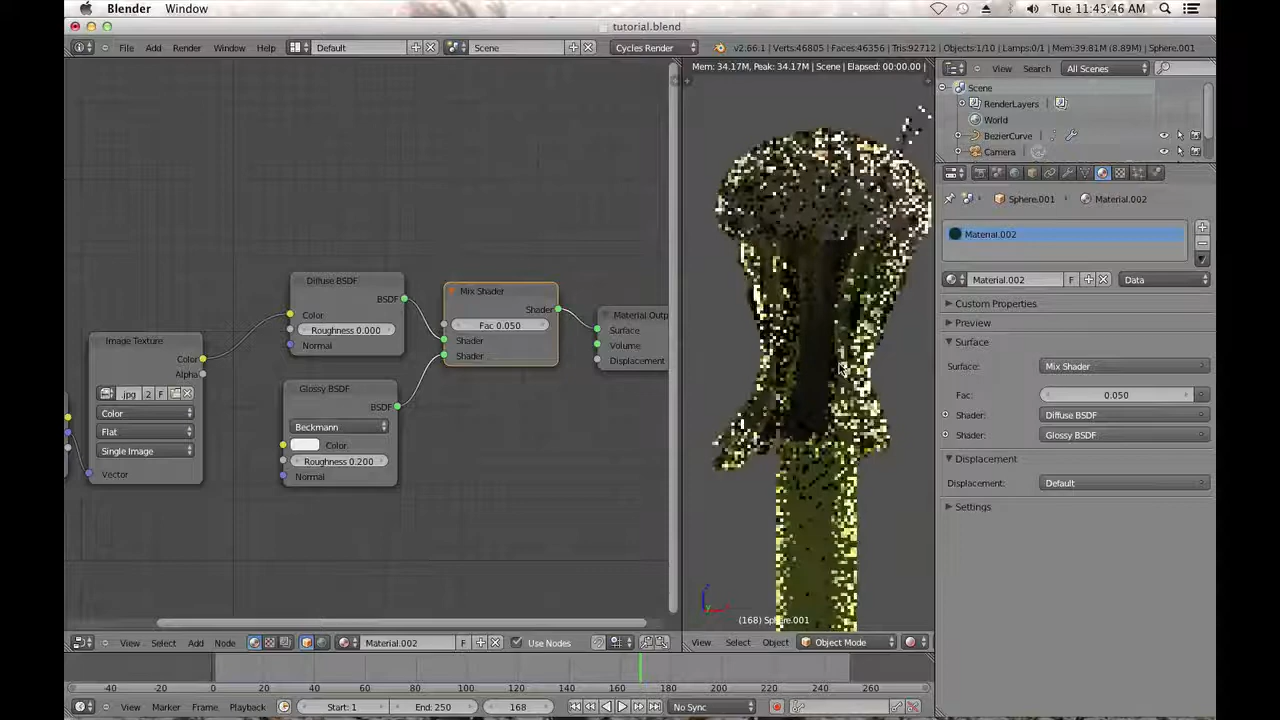 Blender Window
Tue 11:45:46 AM
tutorial.blend
File Add Render Window Help
Default
Scene
Cycles Render
v2.66.1 | Verts:46805 | Faces:46356 | Tris:92712 | Objects:1/10 | Lamps:0/1 | Mem:39.81M (8.89M) | Sphere.001
Mem: 34.17M, Peak: 34.17M | Scene | Elapsed: 00:00.00 |
View Search All Scenes
Scene
RenderLayers
World
BezierCurve
Camera
Sphere.001
Material.002
Material.002
Material.002
F
Data
Custom Properties
Preview
Surface
Surface:
Mix Shader
Fac:
0.050
Shader:
Diffuse BSDF
Shader:
Glossy BSDF
Displacement
Displacement:
Default
Settings
Image Texture
Color
Alpha
.jpg
2
F
Color
Flat
Single Image
Vector
Diffuse BSDF
BSDF
Color
Roughness 0.000
Normal
Glossy BSDF
BSDF
Beckmann
Color
Roughness 0.200
Normal
Mix Shader
Shader
Fac 0.050
Shader
Shader
Material Outp
Surface
Volume
Displacement
(168) Sphere.001
View Select Add Node
Material.002
F
Use Nodes
View Select Object
Object Mode
-40 -20 0 20 40 60 80 100 120 140 160 180 200 220 240 260
View Marker Frame Playback
Start: 1
End: 250
168
No Sync